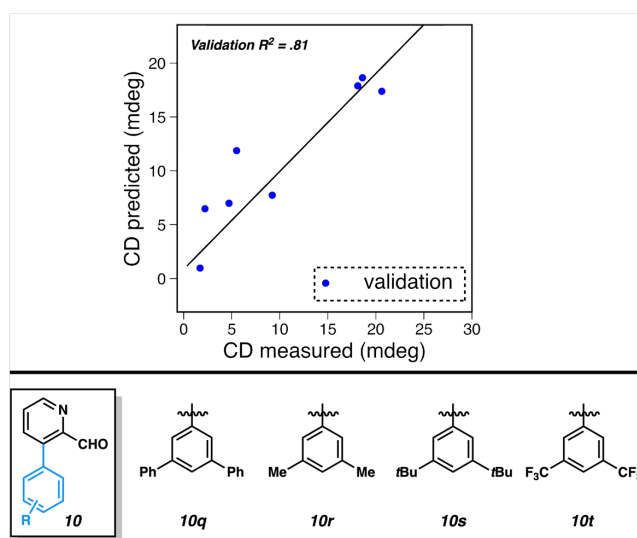 Validation R² = .81
CD predicted (mdeg)
20
15
10
5
0
validation
0 5 10 15 20 25 30
CD measured (mdeg)
N
CHO
R
10
Ph Ph
10q
Me Me
10r
tBu tBu
10s
F₃C CF₃
10t